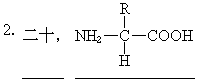 R
2. 二十， NH₂—C—COOH
H